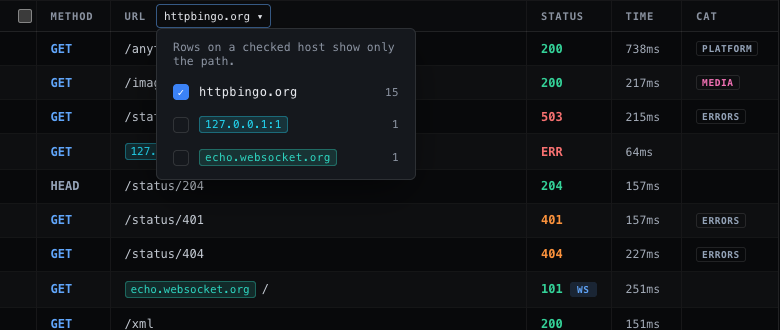 METHOD URL httpbingo.org ▾ STATUS TIME CAT
GET /any 200 738ms PLATFORM
Rows on a checked host show only
the path.
GET 200 217ms MEDIA
✓ httpbingo.org 15
GET 503 215ms ERRORS
127.0.0.1:1 1
GET 127. ERR 64ms
echo.websocket.org 1
HEAD /status/204 204 157ms
GET /status/401 401 157ms ERRORS
GET /status/404 404 227ms ERRORS
GET echo.websocket.org / 101 WS 251ms
GET /xml 200 151ms